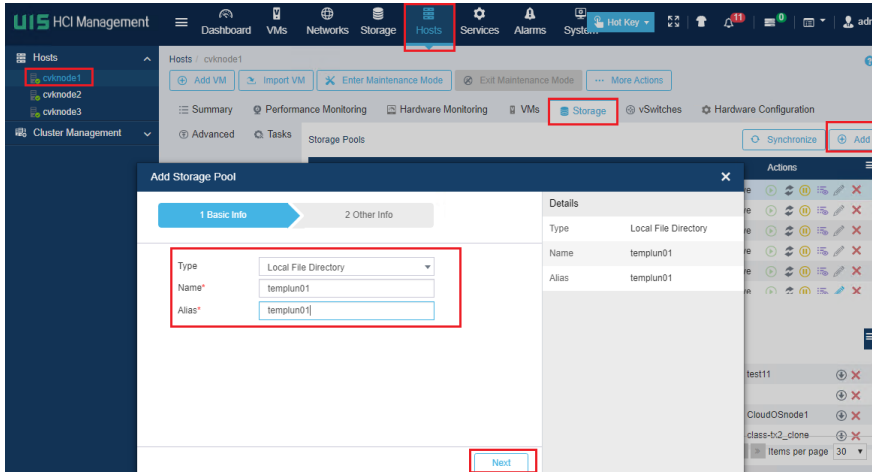 UIS HCI Management
Dashboard VMs Networks Storage Hosts Services Alarms System
Hot Key
11
0
Hosts
cvknode1
cvknode2
cvknode3
Cluster Management
Hosts / cvknode1
Add VM Import VM Enter Maintenance Mode Exit Maintenance Mode ... More Actions
Summary Performance Monitoring Hardware Monitoring VMs Storage vSwitches Hardware Configuration
Advanced Tasks
Storage Pools
Synchronize Add
Actions
Add Storage Pool
1 Basic Info 2 Other Info
Type Local File Directory
Name* templun01
Alias* templun01
Details
Type Local File Directory
Name templun01
Alias templun01
Next
test11
CloudOSnode1
class-tx2_clone
Items per page 30